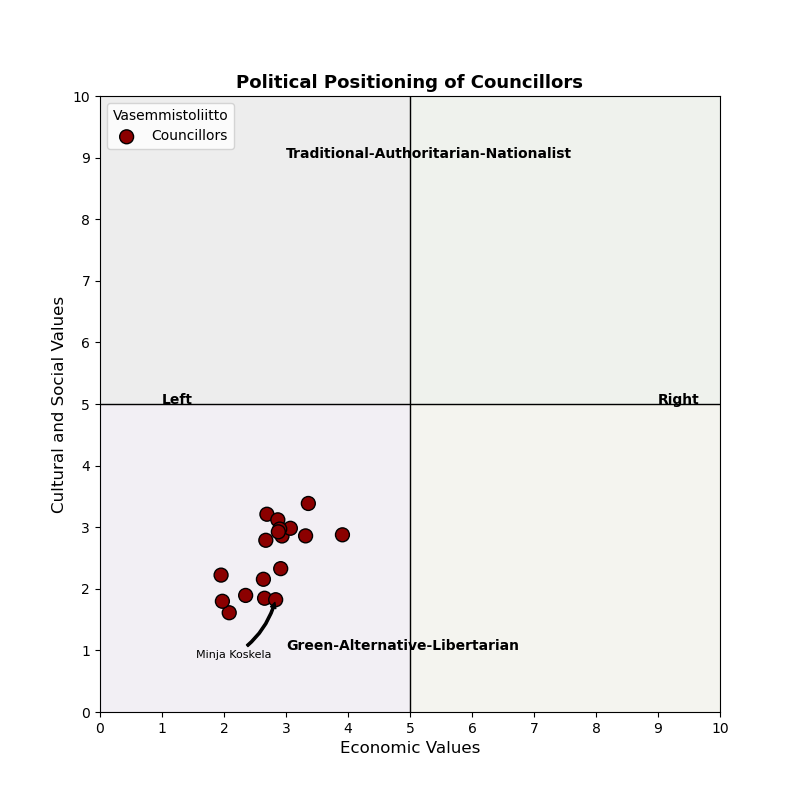 Political Positioning of Councillors
Vasemmistoliitto
Councillors
Traditional-Authoritarian-Nationalist
Left
Right
Minja Koskela
Green-Alternative-Libertarian
Cultural and Social Values
10
9
8
7
6
5
4
3
2
1
0
0 1 2 3 4 5 6 7 8 9 10
Economic Values